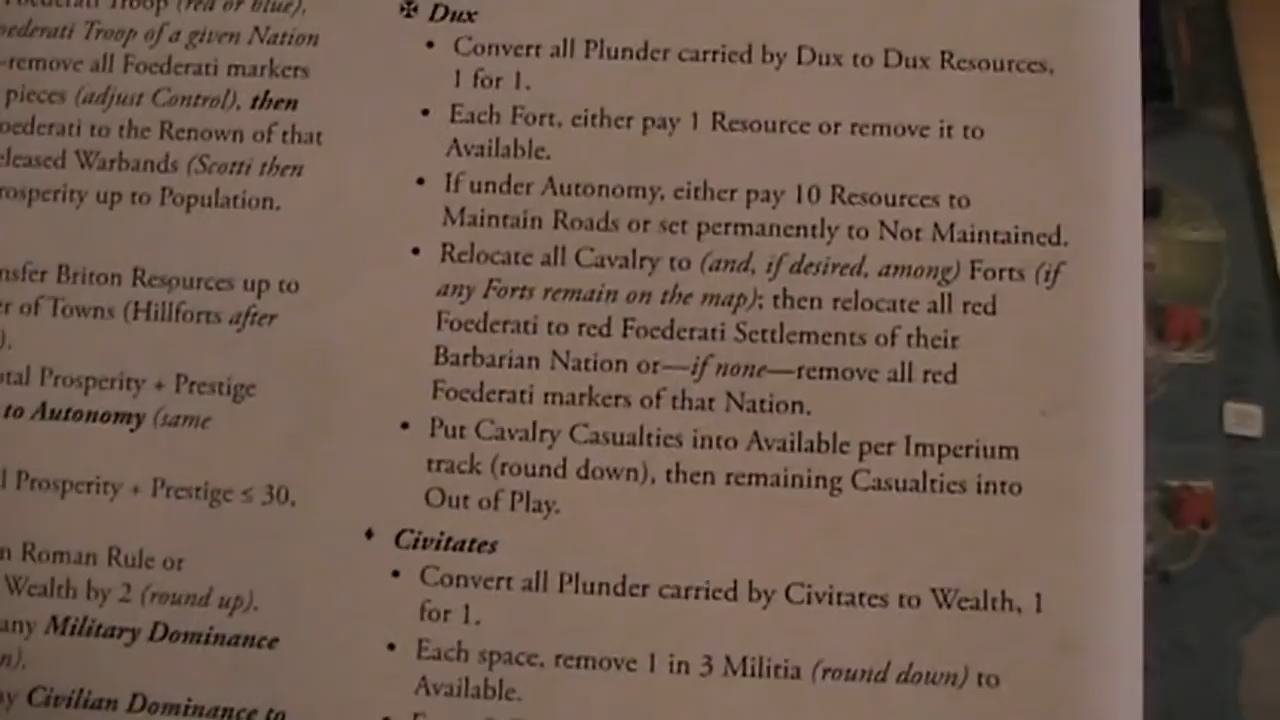 Troop (red or blue),
Troop of a given Nation
remove all Foederati markers
pieces (adjust Control), then
to the Renown of that
Warbands (Scotti then
up to Population.
Briton Resources up to
of Towns (Hillforts after
Prosperity + Prestige
to Autonomy (same
Prosperity + Prestige ≤ 30,
Roman Rule or
Wealth by 2 (round up).
any Military Dominance
Civilian Dominance to
✠ Dux
• Convert all Plunder carried by Dux to Dux Resources,
1 for 1.
• Each Fort, either pay 1 Resource or remove it to
Available.
• If under Autonomy, either pay 10 Resources to
Maintain Roads or set permanently to Not Maintained.
• Relocate all Cavalry to (and, if desired, among) Forts (if
any Forts remain on the map); then relocate all red
Foederati to red Foederati Settlements of their
Barbarian Nation or—if none—remove all red
Foederati markers of that Nation.
• Put Cavalry Casualties into Available per Imperium
track (round down), then remaining Casualties into
Out of Play.
♦ Civitates
• Convert all Plunder carried by Civitates to Wealth, 1
for 1.
• Each space, remove 1 in 3 Militia (round down) to
Available.